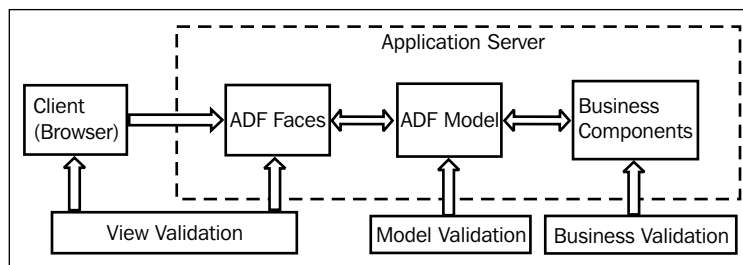 Application Server
Client
(Browser)
ADF Faces
ADF Model
Business
Components
View Validation
Model Validation
Business Validation